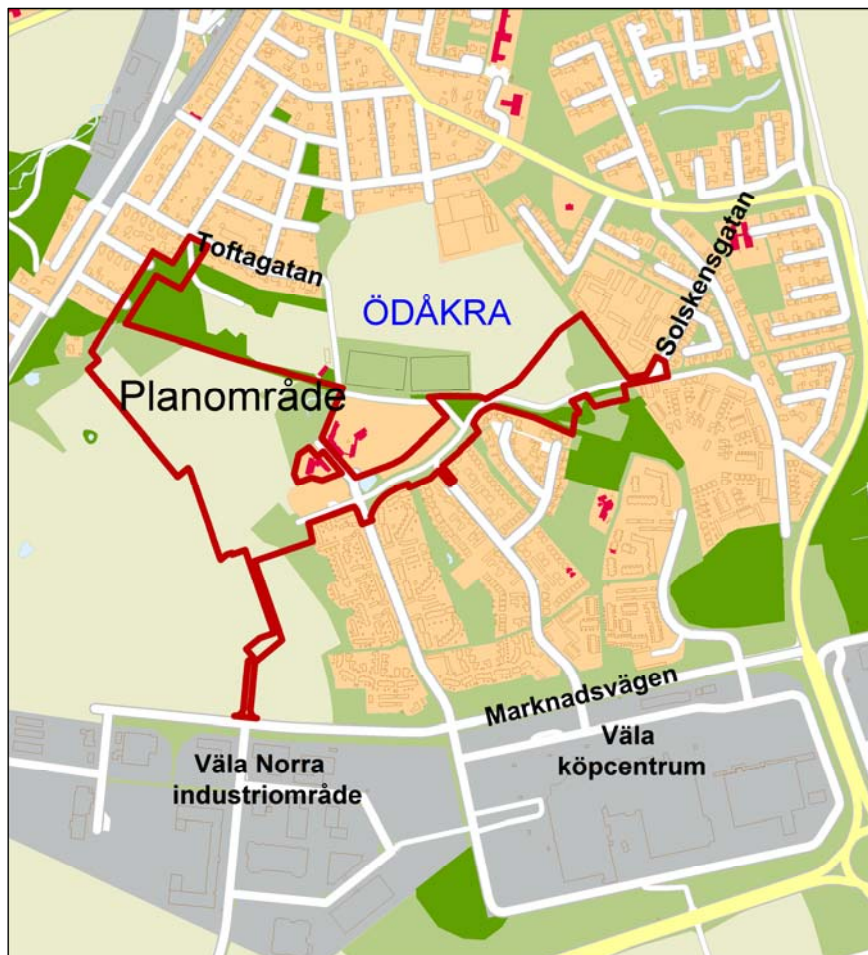 Toftagatan
Solskensgatan
ÖDÅKRA
Planområde
Marknadsvägen
Väla
köpcentrum
Väla Norra
industriområde